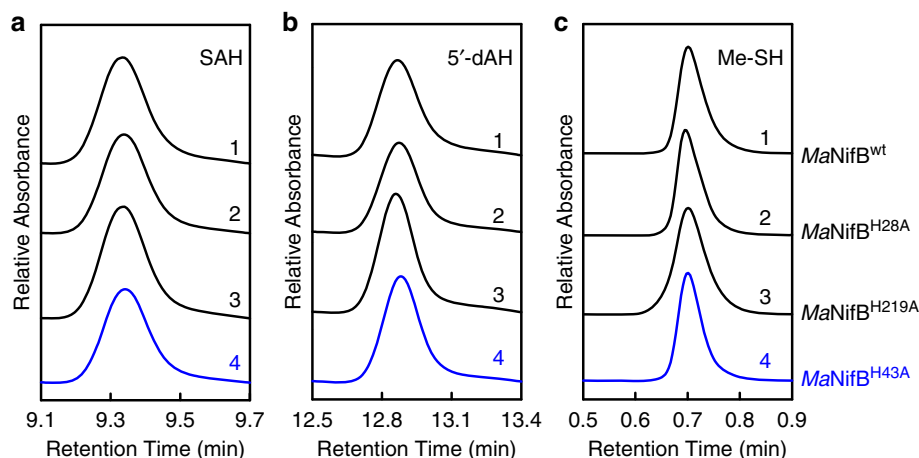 a
SAH
Relative Absorbance
1
2
3
4
9.1 9.3 9.5 9.7
Retention Time (min)
b
5′-dAH
Relative Absorbance
1
2
3
4
12.5 12.8 13.1 13.4
Retention Time (min)
c
Me-SH
Relative Absorbance
1
2
3
4
0.5 0.6 0.7 0.8 0.9
Retention Time (min)
MaNifBwt
MaNifBH28A
MaNifBH219A
MaNifBH43A